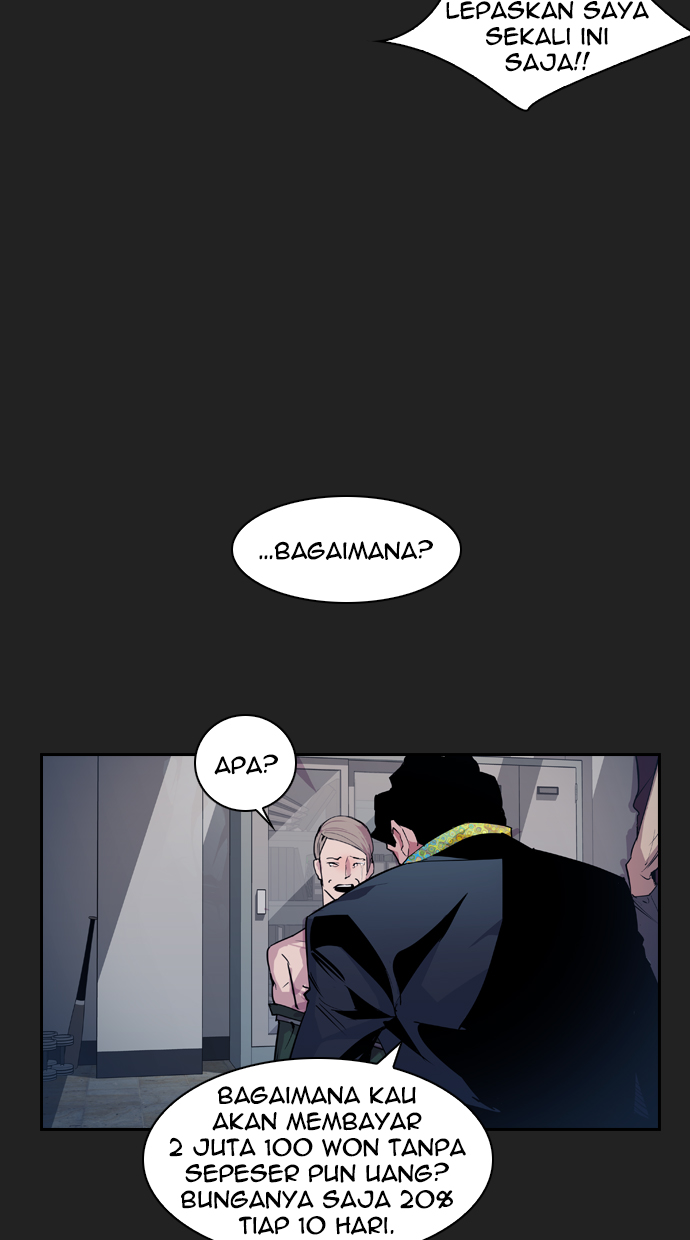 LEPASKAN SAYA
SEKALI INI
SAJA!!
...BAGAIMANA?
APA?
BAGAIMANA KAU
AKAN MEMBAYAR
2 JUTA 100 WON TANPA
SEPESER PUN UANG?
BUNGANYA SAJA 20%
TIAP 10 HARI.